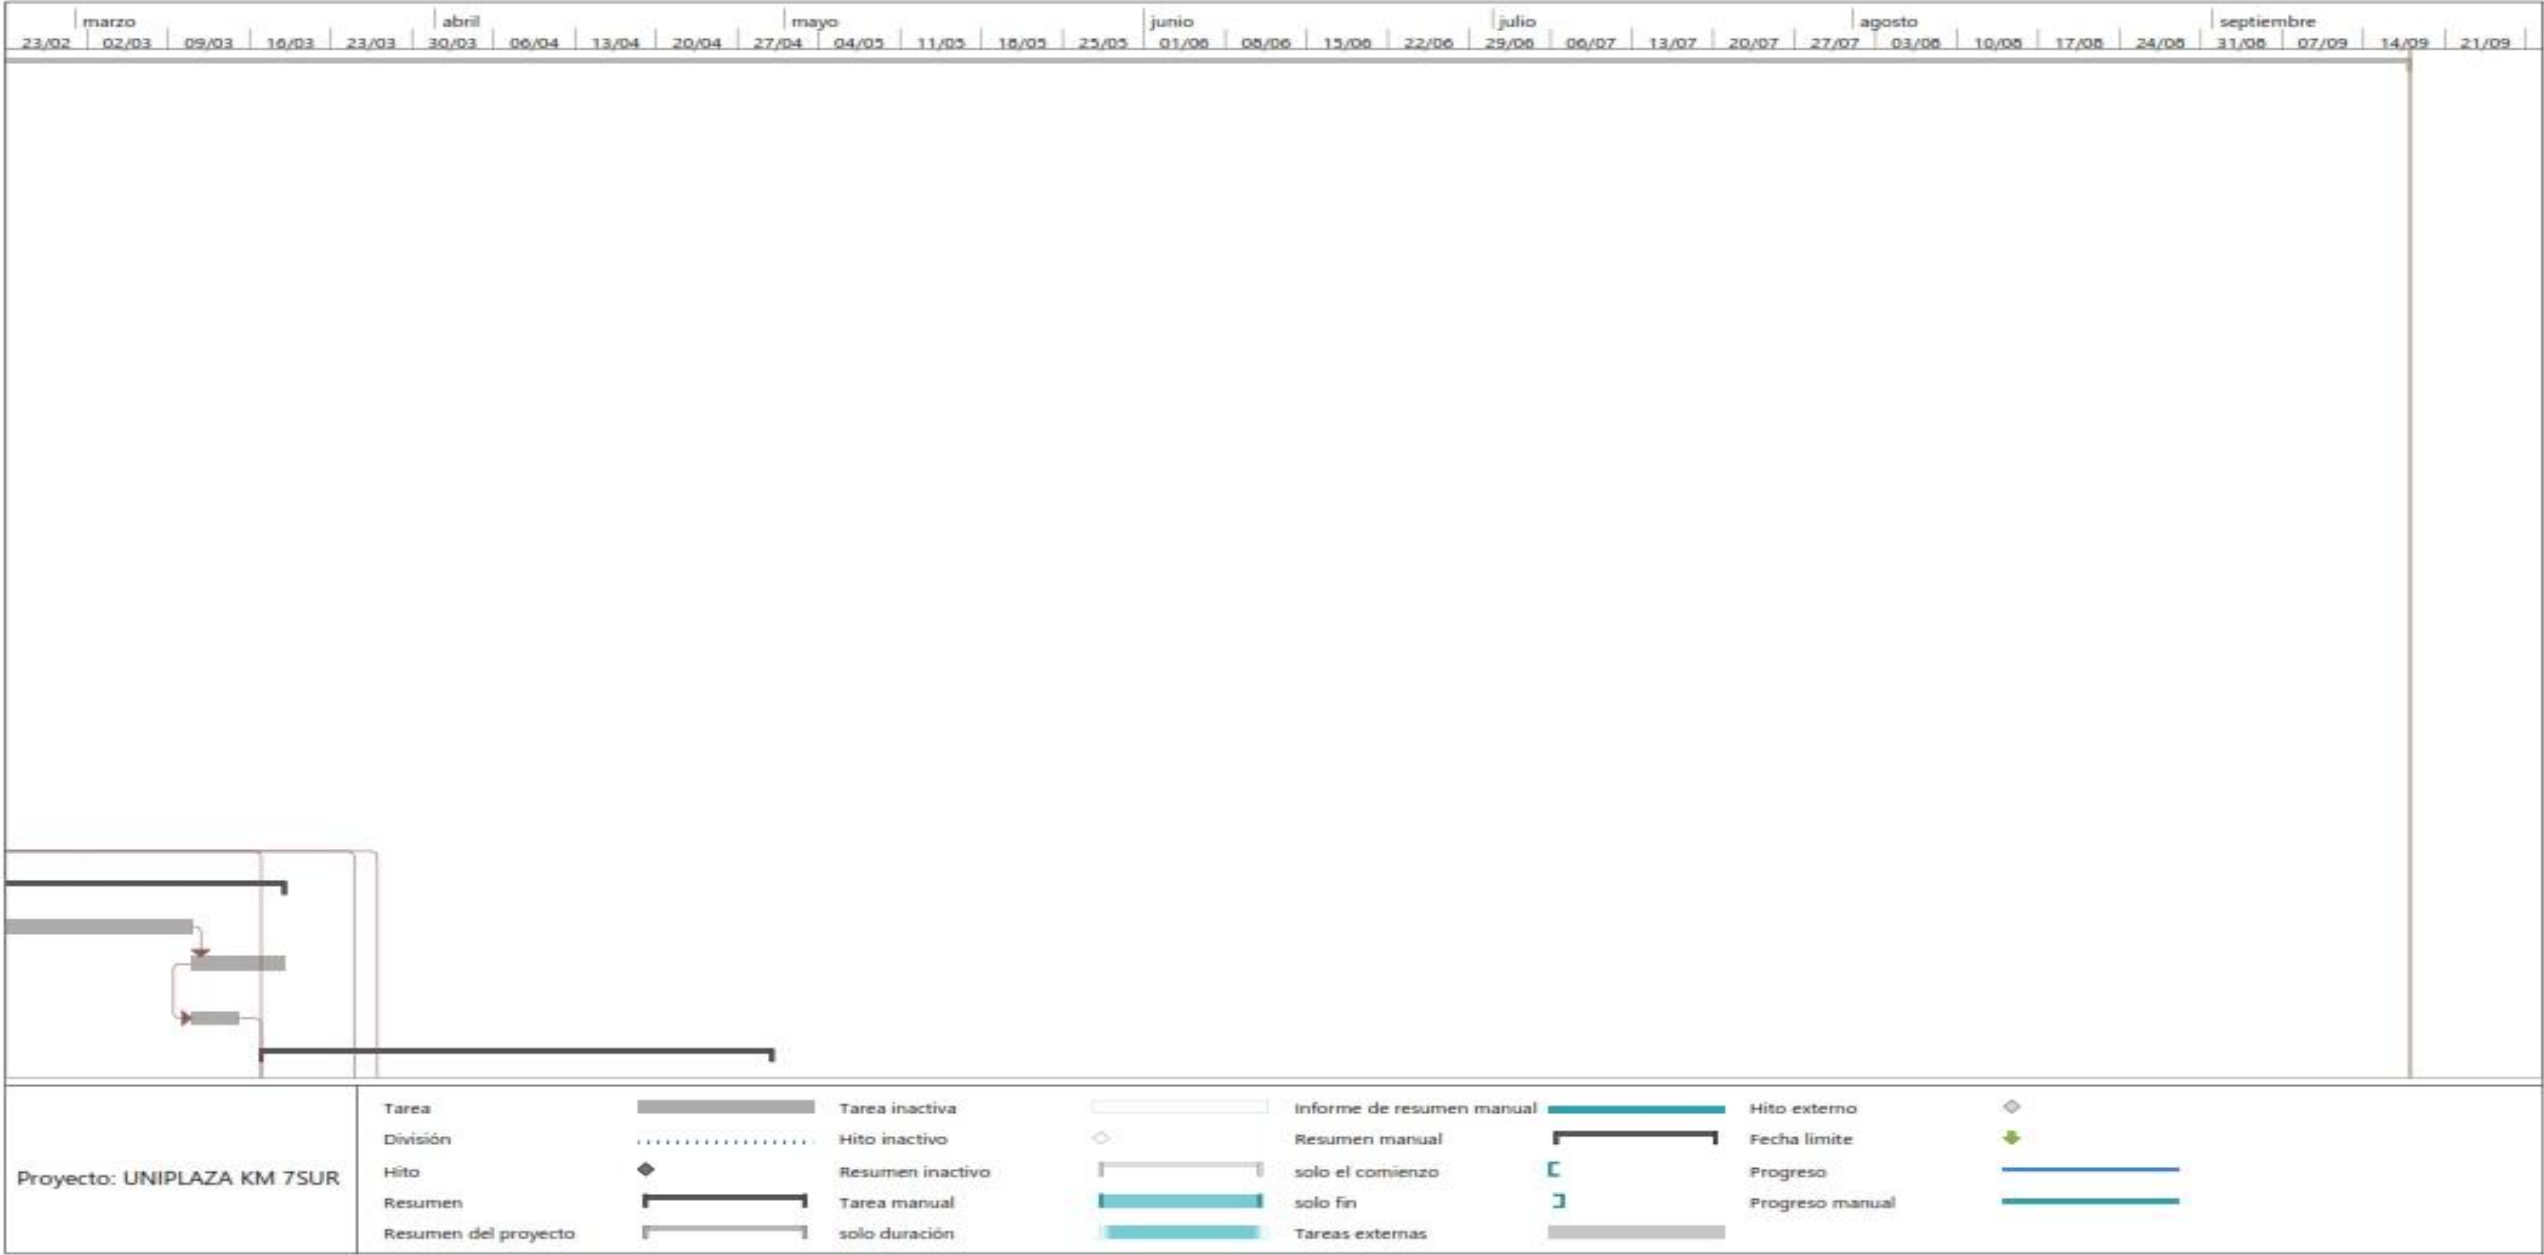 marzo abril mayo junio julio agosto septiembre
23/02 02/03 09/03 16/03 23/03 30/03 06/04 13/04 20/04 27/04 04/05 11/05 18/05 25/05 01/06 08/06 15/06 22/06 29/06 06/07 13/07 20/07 27/07 03/08 10/08 17/08 24/08 31/08 07/09 14/09 21/09
Proyecto: UNIPLAZA KM 7SUR
Tarea
División
Hito
Resumen
Resumen del proyecto
Tarea inactiva
Hito inactivo
Resumen inactivo
Tarea manual
solo duración
Informe de resumen manual
Resumen manual
solo el comienzo
solo fin
Tareas externas
Hito externo
Fecha límite
Progreso
Progreso manual